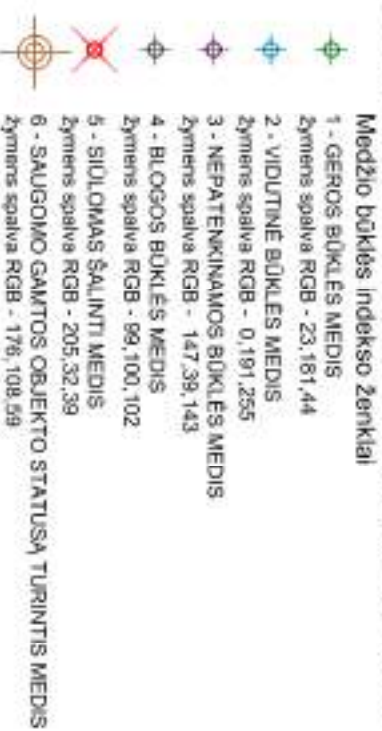 Medžio būklės indekso ženklai
1 - GEROS BŪKLĖS MEDIS
žymens spalva RGB - 23,181,44
2 - VIDUTINĖ BŪKLĖS MEDIS
žymens spalva RGB - 0,191,255
3 - NEPATENKINAMOS BŪKLĖS MEDIS
žymens spalva RGB - 147,39,143
4 - BLOGOS BŪKLĖS MEDIS
žymens spalva RGB - 99,100,102
5 - SIŪLOMAS ŠALINTI MEDIS
žymens spalva RGB - 205,32,39
6 - SAUGOMO GAMTOS OBJEKTO STATUSĄ TURINTIS MEDIS
žymens spalva RGB - 176,108,59